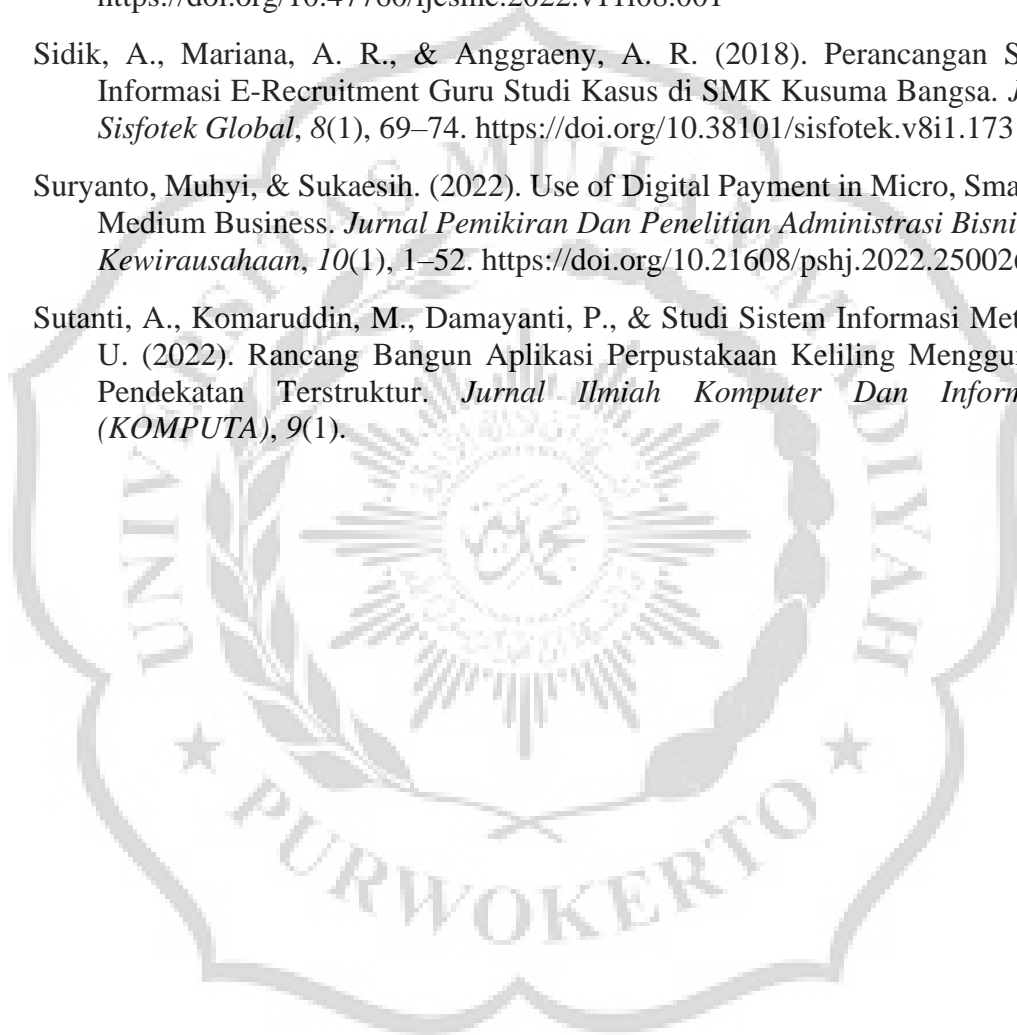 https://doi.org/10.47760/ijcsmc.2022.v11i08.001
Sidik, A., Mariana, A. R., & Anggraeny, A. R. (2018). Perancangan S
Informasi E-Recruitment Guru Studi Kasus di SMK Kusuma Bangsa. J
Sisfotek Global, 8(1), 69–74. https://doi.org/10.38101/sisfotek.v8i1.173
Suryanto, Muhyi, & Sukaesih. (2022). Use of Digital Payment in Micro, Sma
Medium Business. Jurnal Pemikiran Dan Penelitian Administrasi Bisni
Kewirausahaan, 10(1), 1–52. https://doi.org/10.21608/pshj.2022.250026
Sutanti, A., Komaruddin, M., Damayanti, P., & Studi Sistem Informasi Met
U. (2022). Rancang Bangun Aplikasi Perpustakaan Keliling Menggu
Pendekatan Terstruktur. Jurnal Ilmiah Komputer Dan Inform
(KOMPUTA), 9(1).
UNIVERSITAS MUHAMMADIYAH
PURWOKERTO